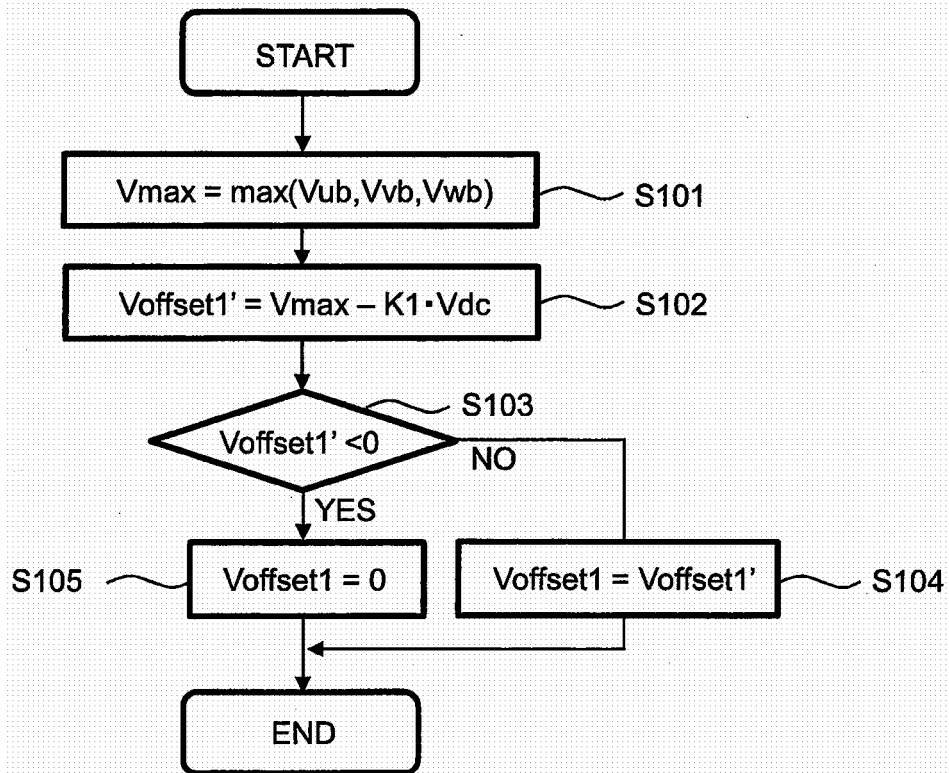 START
Vmax = max(Vub,Vvb,Vwb)
S101
Voffset1’ = Vmax – K1·Vdc
S102
S103
Voffset1’ <0
NO
YES
S105
Voffset1 = 0
Voffset1 = Voffset1’
S104
END